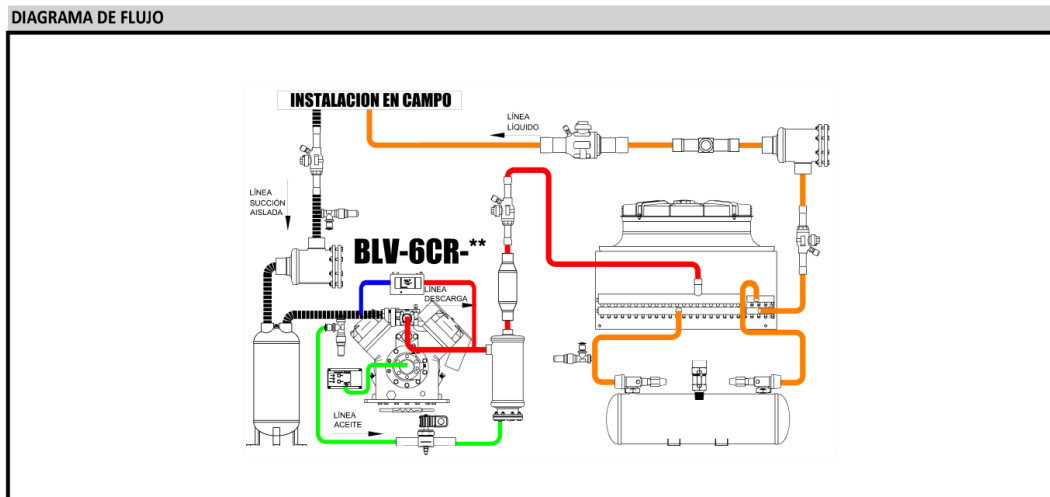 DIAGRAMA DE FLUJO
INSTALACION EN CAMPO
LÍNEA
LÍQUIDO
LÍNEA
SUCCIÓN
AISLADA
BLV-6CR-**
LÍNEA
DESCARGA
LÍNEA
ACEITE